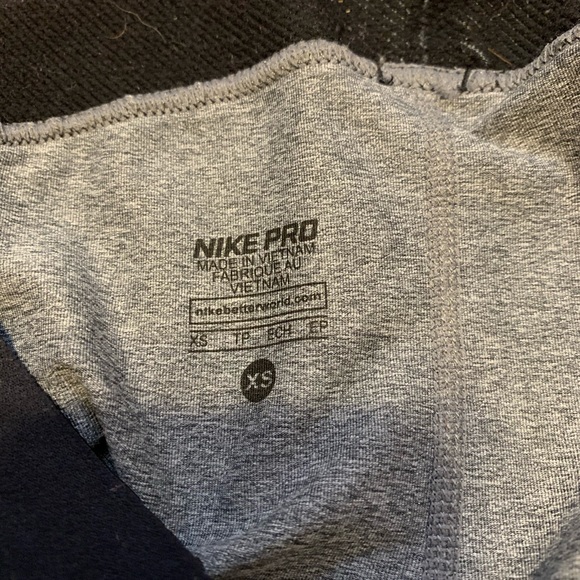 NIKE PRO
MADE IN VIETNAM
FABRIQUE AU
VIETNAM
nikebetterworld.com
XS TP ECH EP
XS